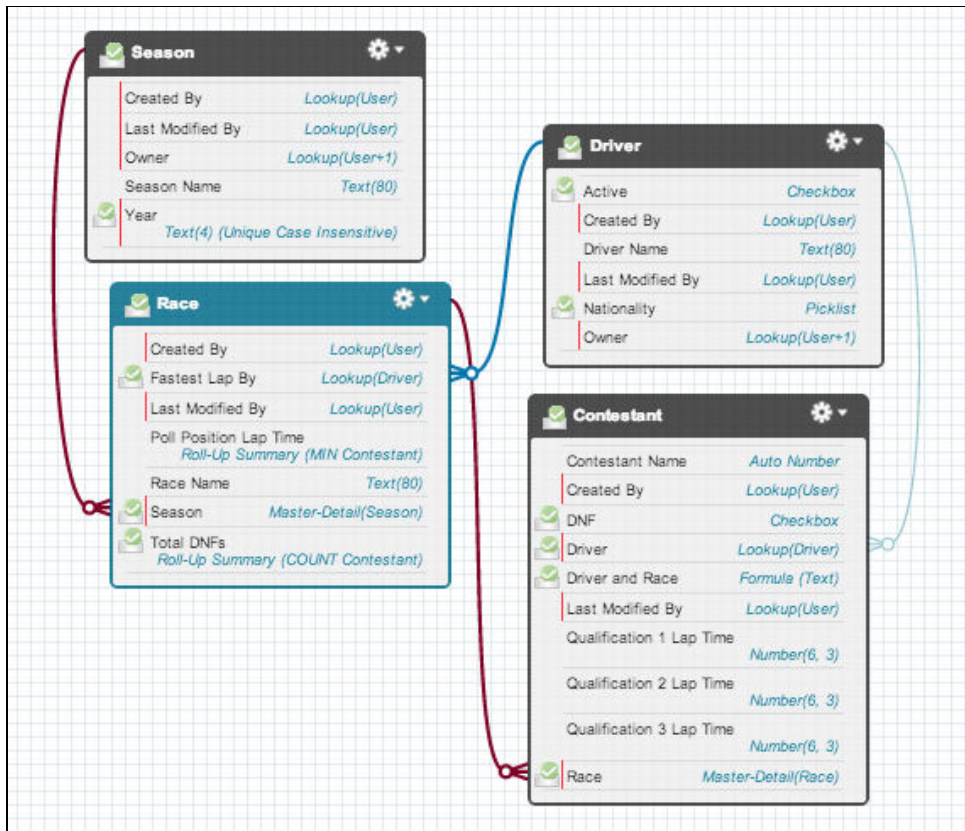 Season
Created By Lookup(User)
Last Modified By Lookup(User)
Owner Lookup(User+1)
Season Name Text(80)
Year
Text(4) (Unique Case Insensitive)
Race
Created By Lookup(User)
Fastest Lap By Lookup(Driver)
Last Modified By Lookup(User)
Poll Position Lap Time
Roll-Up Summary (MIN Contestant)
Race Name Text(80)
Season Master-Detail(Season)
Total DNFs
Roll-Up Summary (COUNT Contestant)
Driver
Active Checkbox
Created By Lookup(User)
Driver Name Text(80)
Last Modified By Lookup(User)
Nationality Picklist
Owner Lookup(User+1)
Contestant
Contestant Name Auto Number
Created By Lookup(User)
DNF Checkbox
Driver Lookup(Driver)
Driver and Race Formula (Text)
Last Modified By Lookup(User)
Qualification 1 Lap Time
Number(6, 3)
Qualification 2 Lap Time
Number(6, 3)
Qualification 3 Lap Time
Number(6, 3)
Race Master-Detail(Race)